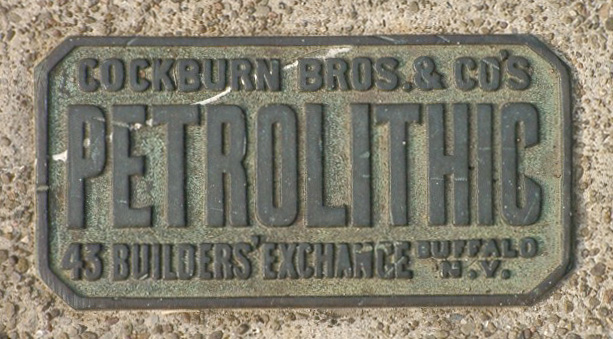 COCKBURN BROS. & CO'S
PETROLITHIC
43 BUILDERS' EXCHANGE BUFFALO N.Y.